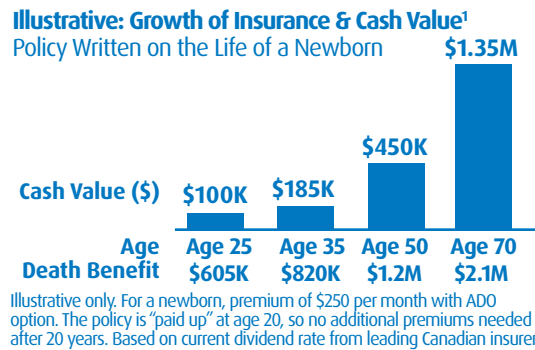 Illustrative: Growth of Insurance & Cash Value¹
Policy Written on the Life of a Newborn
$1.35M
$450K
Cash Value ($) $100K $185K
Age Age 25 Age 35 Age 50 Age 70
Death Benefit $605K $820K $1.2M $2.1M
Illustrative only. For a newborn, premium of $250 per month with ADO
option. The policy is “paid up” at age 20, so no additional premiums needed
after 20 years. Based on current dividend rate from leading Canadian